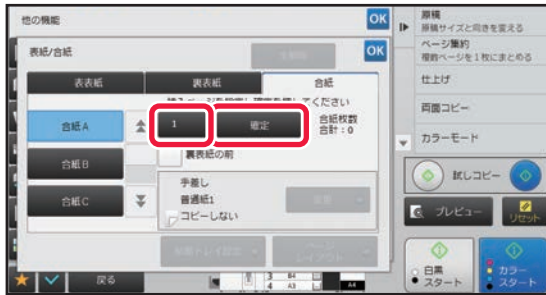 他の機能
OK
表紙/合紙
OK
表表紙
裏表紙
合紙
合紙A
1
確定
合紙枚数
合計：0
合紙B
裏表紙の前
合紙C
手差し
普通紙1
コピーしない
戻る
3 B4
4 A3
A4
原稿
原稿サイズと向きを変える
ページ集約
複数ページを1枚にまとめる
仕上げ
両面コピー
カラーモード
試しコピー
プレビュー
リセット
白黒
スタート
カラー
スタート